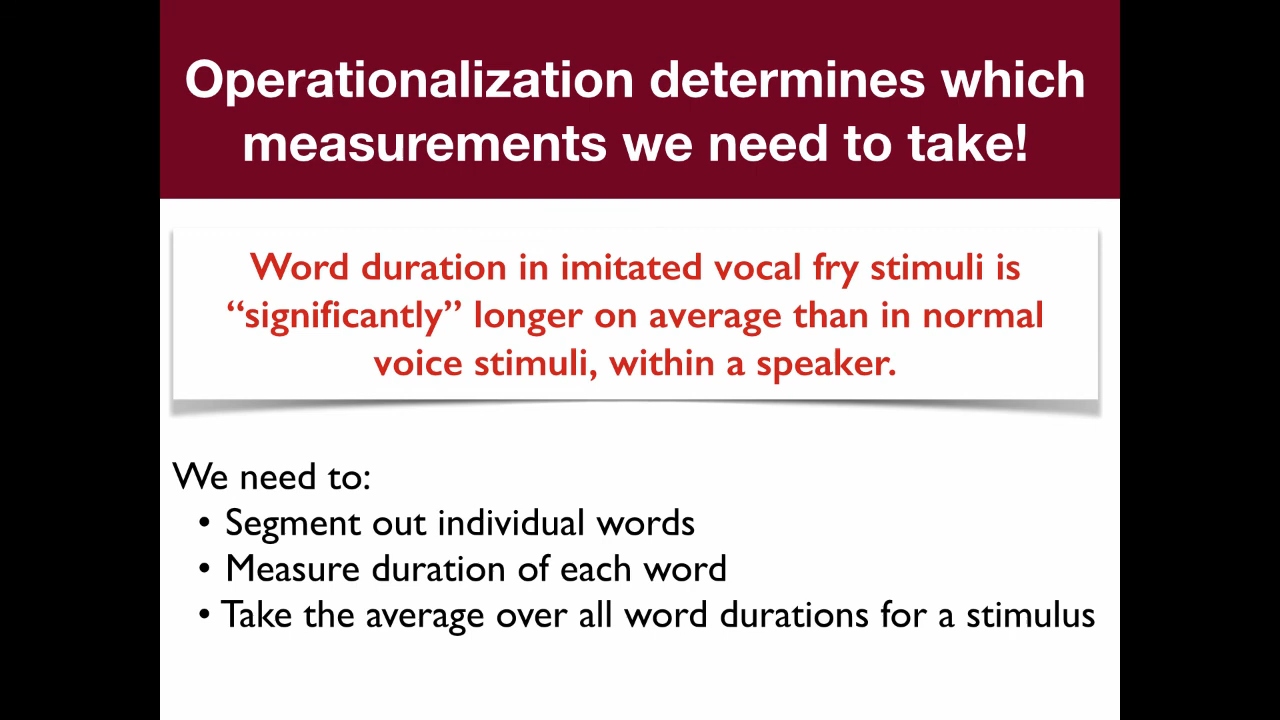 Operationalization determines which
measurements we need to take!
Word duration in imitated vocal fry stimuli is
“significantly” longer on average than in normal
voice stimuli, within a speaker.
We need to:
• Segment out individual words
• Measure duration of each word
• Take the average over all word durations for a stimulus